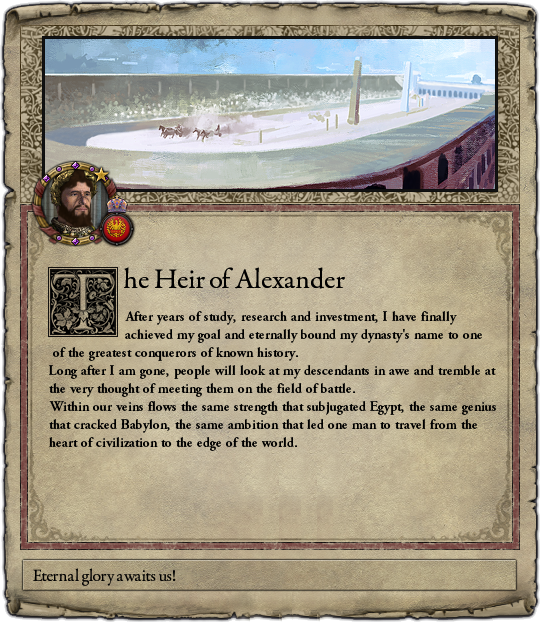 The Heir of Alexander
After years of study, research and investment, I have finally
achieved my goal and eternally bound my dynasty's name to one
of the greatest conquerors of known history.
Long after I am gone, people will look at my descendants in awe and tremble at
the very thought of meeting them on the field of battle.
Within our veins flows the same strength that subjugated Egypt, the same genius
that cracked Babylon, the same ambition that led one man to travel from the
heart of civilization to the edge of the world.
Eternal glory awaits us!